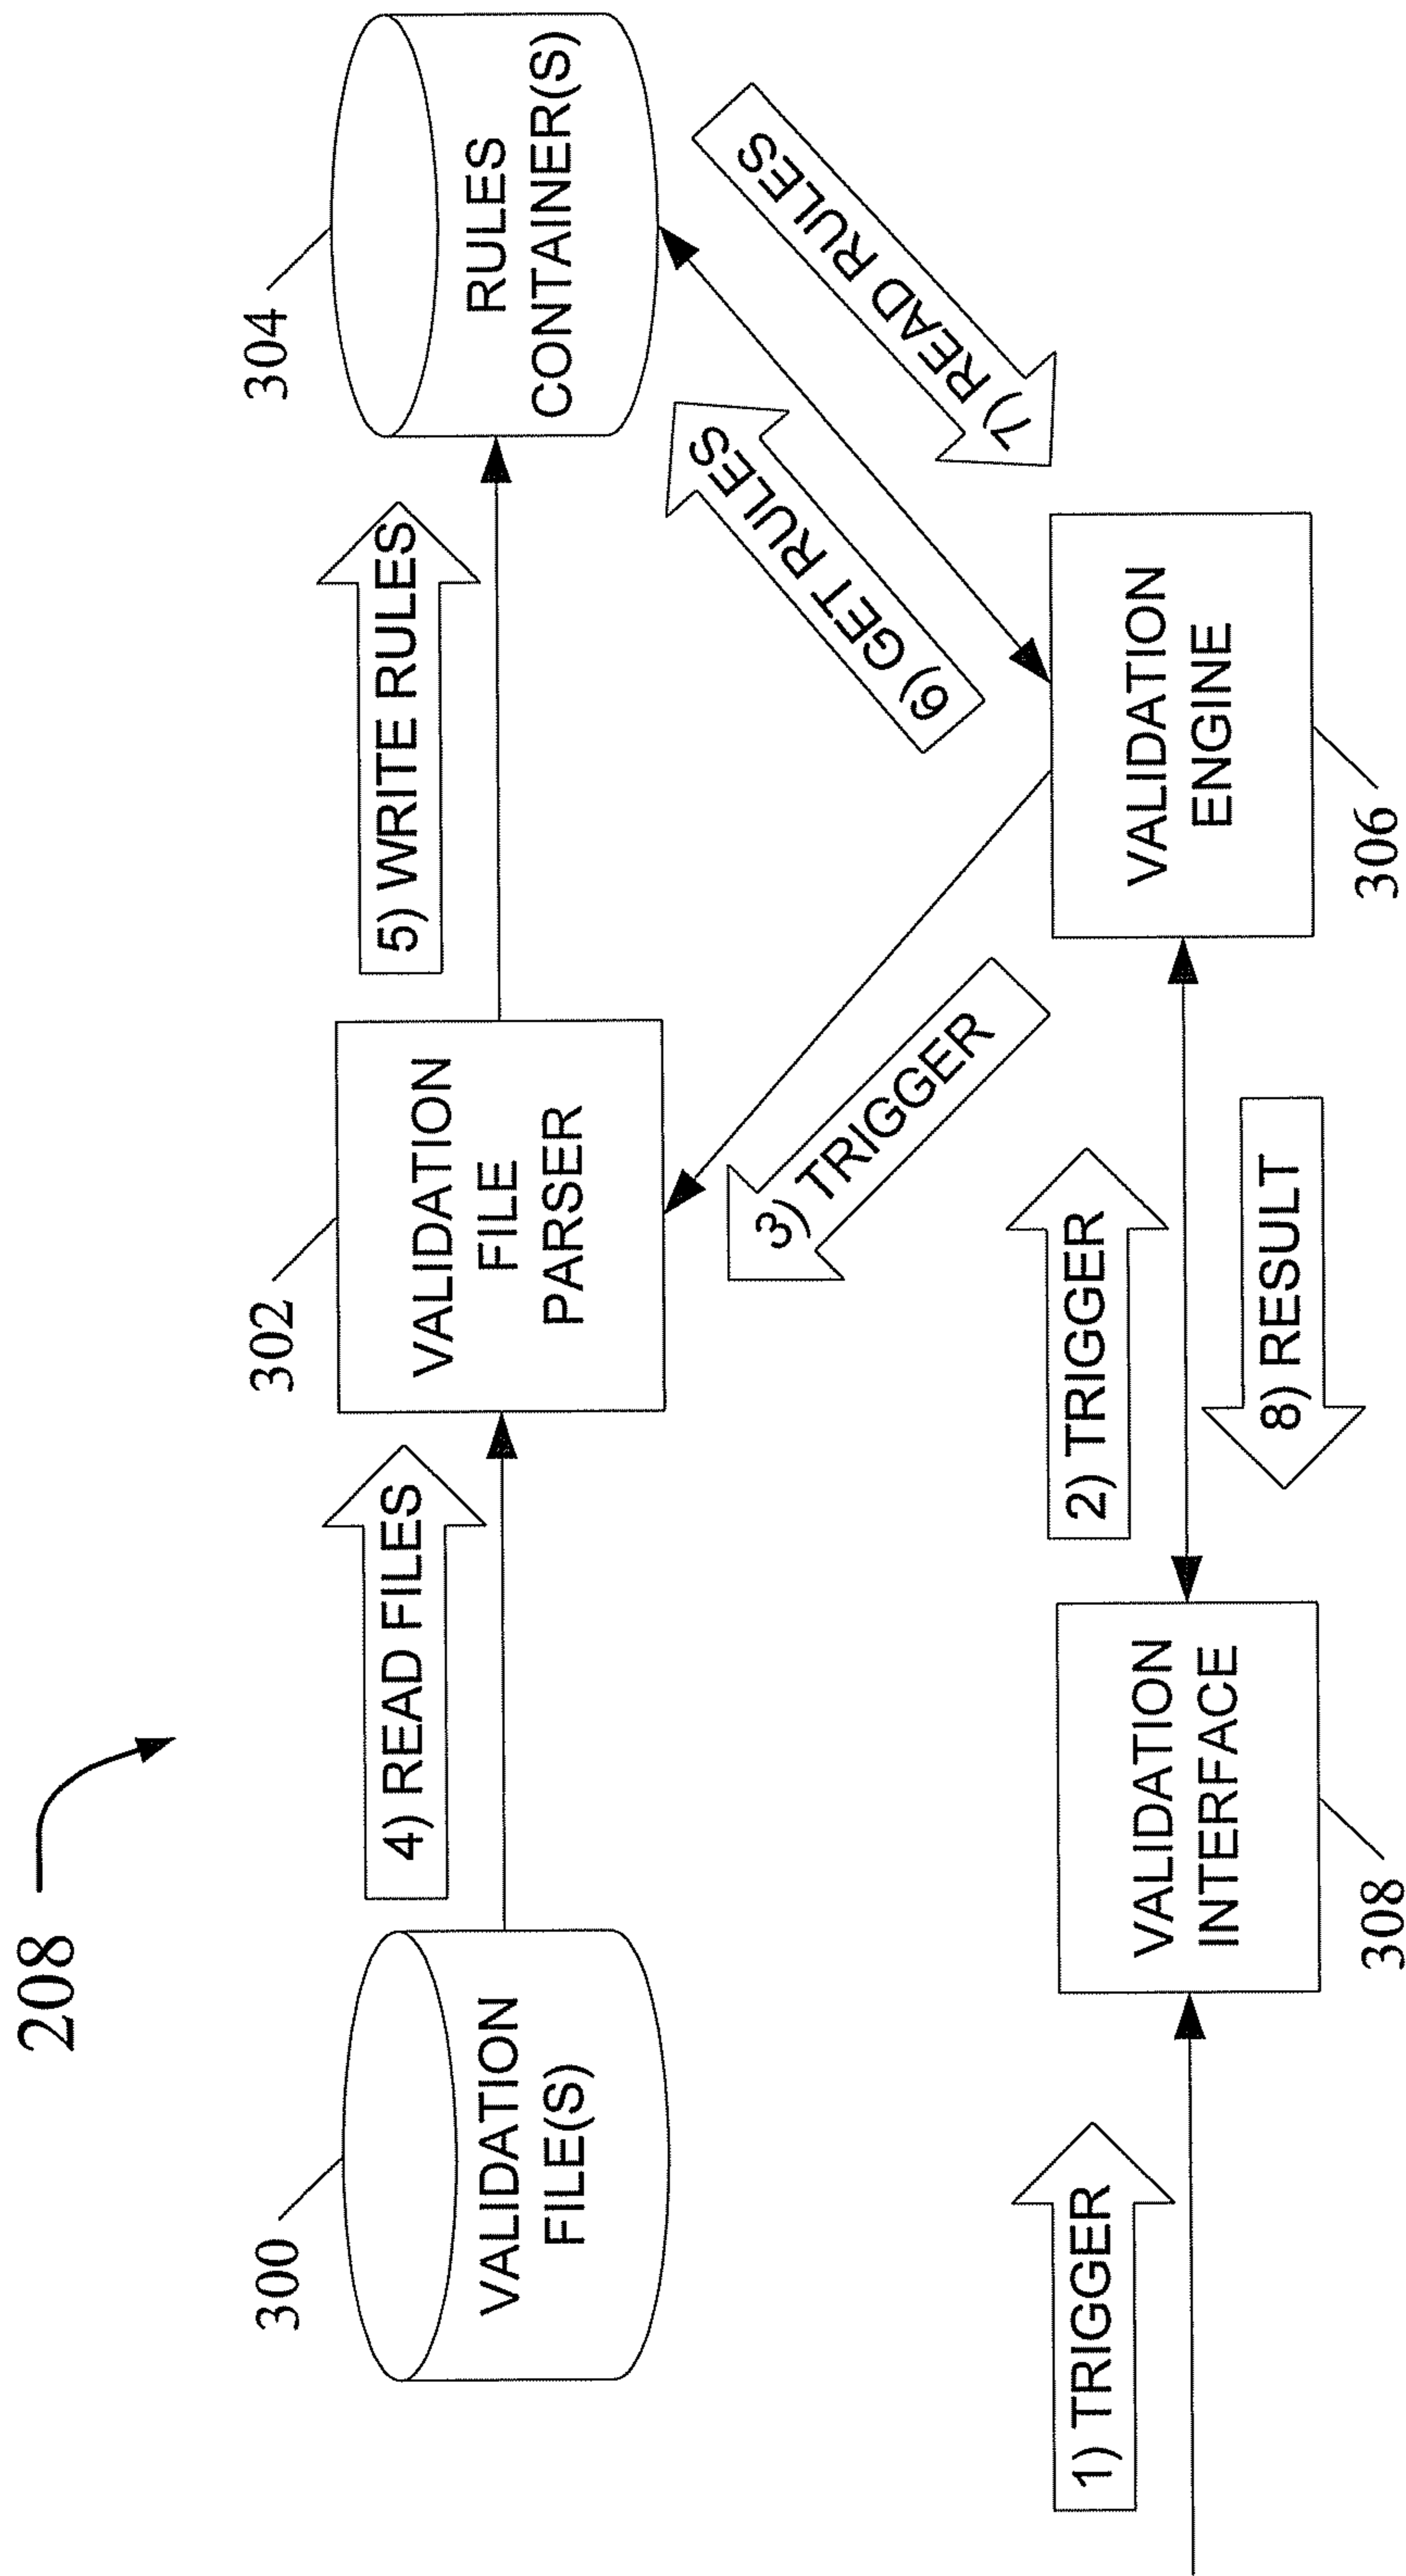 208
300
VALIDATION
FILE(S)
4) READ FILES
302
VALIDATION
FILE
PARSER
5) WRITE RULES
304
RULES
CONTAINER(S)
3) TRIGGER
6) GET RULES
7) READ RULES
1) TRIGGER
VALIDATION
INTERFACE
308
2) TRIGGER
8) RESULT
VALIDATION
ENGINE
306